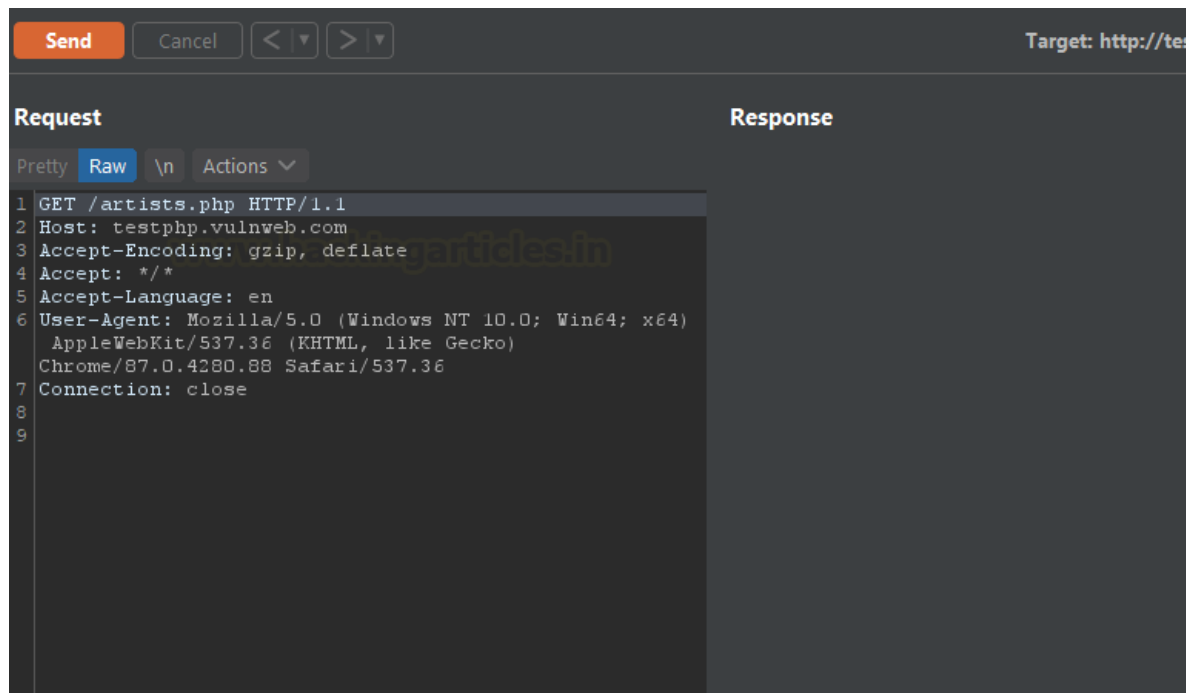 Send Cancel < ▼ > ▼ Target: http://tes
Request Response
Pretty Raw \n Actions
1 GET /artists.php HTTP/1.1
2 Host: testphp.vulnweb.com
www.hackingarticles.in
3 Accept-Encoding: gzip, deflate
4 Accept: */*
5 Accept-Language: en
6 User-Agent: Mozilla/5.0 (Windows NT 10.0; Win64; x64)
AppleWebKit/537.36 (KHTML, like Gecko)
Chrome/87.0.4280.88 Safari/537.36
7 Connection: close
8
9